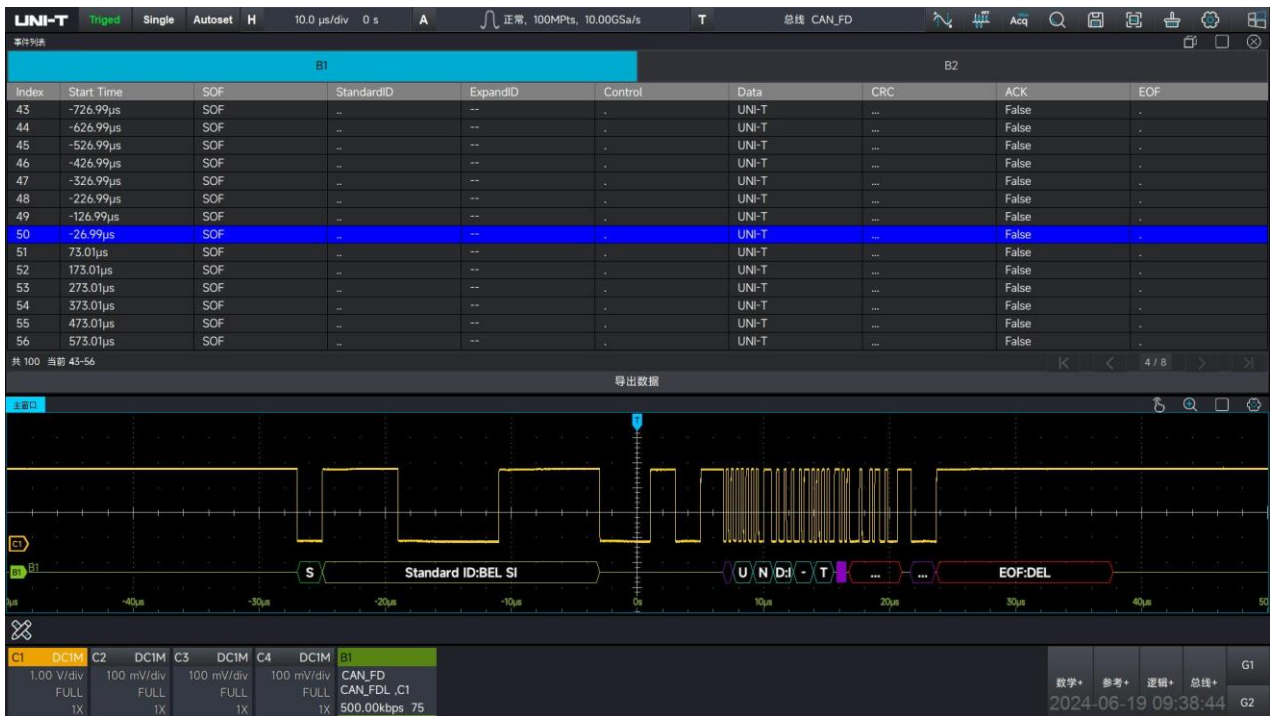 UNI-T Triged Single Autoset H 10.0 μs/div 0 s A 正常, 100MPts, 10.00GSa/s T 总线 CAN_FD Acq
事件列表
B1 B2
Index Start Time SOF StandardID ExpandID Control Data CRC ACK EOF
43 -726.99μs SOF .. -- . UNI-T ... False .
44 -626.99μs SOF .. -- . UNI-T ... False .
45 -526.99μs SOF .. -- . UNI-T ... False .
46 -426.99μs SOF .. -- . UNI-T ... False .
47 -326.99μs SOF .. -- . UNI-T ... False .
48 -226.99μs SOF .. -- . UNI-T ... False .
49 -126.99μs SOF .. -- . UNI-T ... False .
50 -26.99μs SOF .. -- . UNI-T ... False .
51 73.01μs SOF .. -- . UNI-T ... False .
52 173.01μs SOF .. -- . UNI-T ... False .
53 273.01μs SOF .. -- . UNI-T ... False .
54 373.01μs SOF .. -- . UNI-T ... False .
55 473.01μs SOF .. -- . UNI-T ... False .
56 573.01μs SOF .. -- . UNI-T ... False .
共 100 当前 43-56 4 / 8
导出数据
主窗口
T
C1
B1 B1 S Standard ID:BEL SI U N D:I - T ... ... EOF:DEL
0μs -40μs -30μs -20μs -10μs 0s 10μs 20μs 30μs 40μs 50
C1 DC1M C2 DC1M C3 DC1M C4 DC1M B1
1.00 V/div 100 mV/div 100 mV/div 100 mV/div CAN_FD
FULL FULL FULL FULL CAN_FDL ,C1
1X 1X 1X 1X 500.00kbps 75
数学+ 参考+ 逻辑+ 总线+ G1
2024-06-19 09:38:44 G2